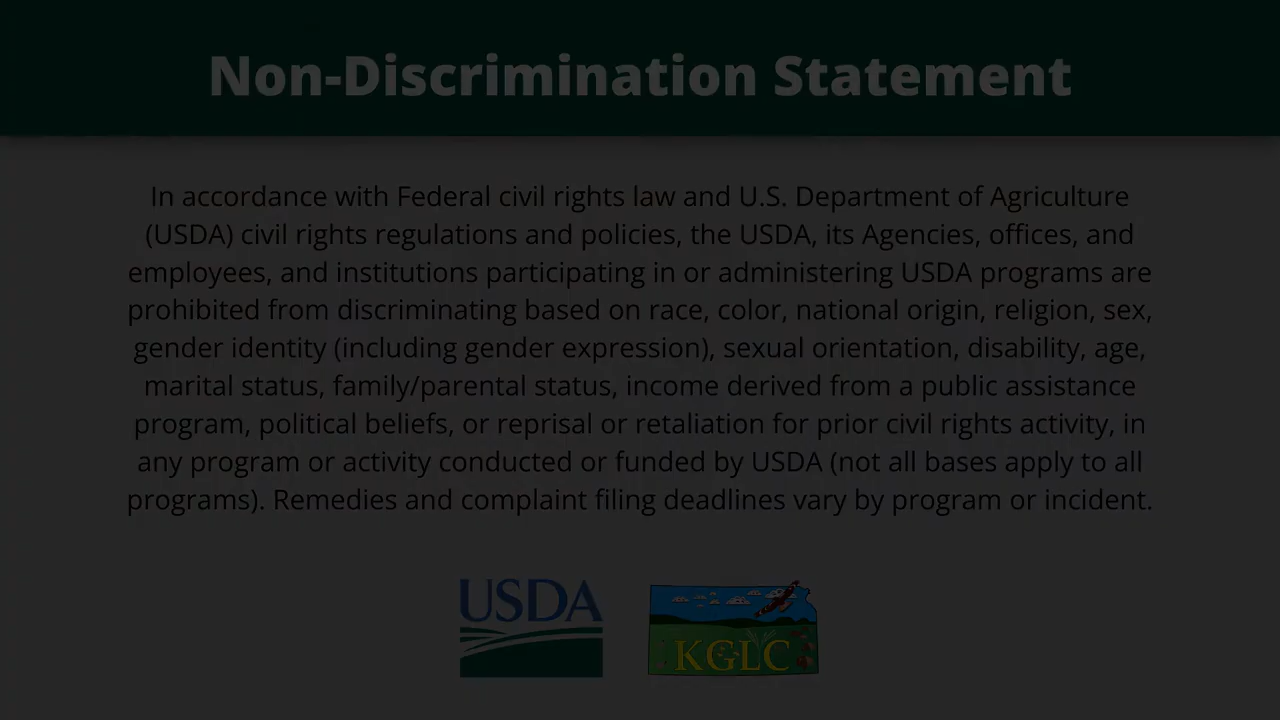 Non-Discrimination Statement
In accordance with Federal civil rights law and U.S. Department of Agriculture
(USDA) civil rights regulations and policies, the USDA, its Agencies, offices, and
employees, and institutions participating in or administering USDA programs are
prohibited from discriminating based on race, color, national origin, religion, sex,
gender identity (including gender expression), sexual orientation, disability, age,
marital status, family/parental status, income derived from a public assistance
program, political beliefs, or reprisal or retaliation for prior civil rights activity, in
any program or activity conducted or funded by USDA (not all bases apply to all
programs). Remedies and complaint filing deadlines vary by program or incident.
USDA
KGLC